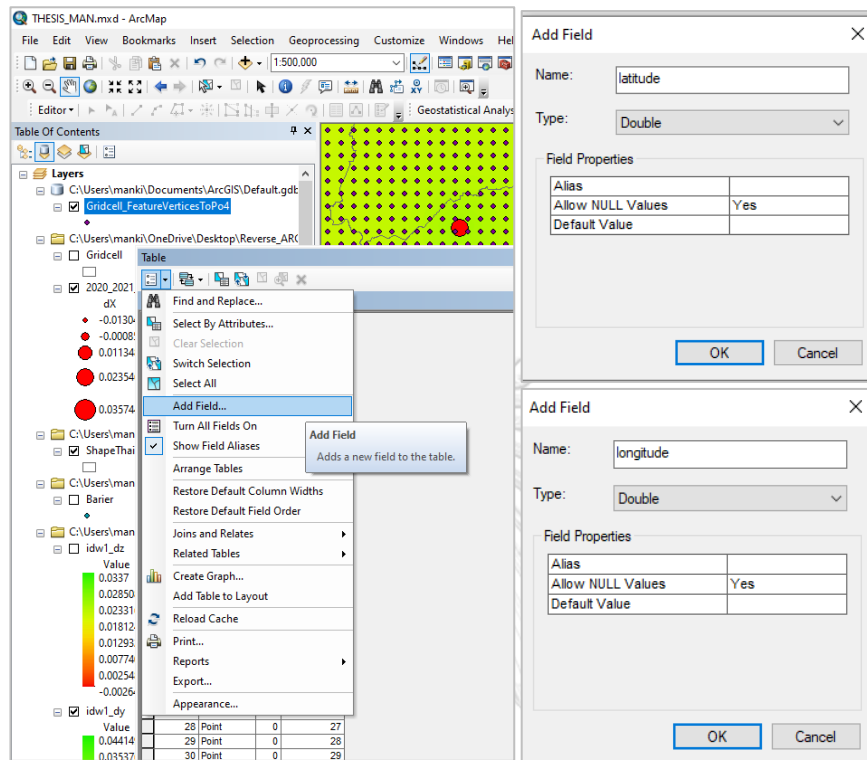 THESIS_MAN.mxd - ArcMap
File Edit View Bookmarks Insert Selection Geoprocessing Customize Windows Hel
1:500,000
Editor Geostatistical Analys
Table Of Contents
Layers
C:\Users\manki\Documents\ArcGIS\Default.gdb
Gridcell_FeatureVerticesToPo4
C:\Users\manki\OneDrive\Desktop\Reverse_ARC
Gridcell
2020_2021
dX
-0.0130
-0.0008
0.01134
0.02354
0.03574
C:\Users\man
ShapeThai
C:\Users\man
Barier
C:\Users\man
idw1_dz
Value
0.0337
0.02850
0.02331
0.01812
0.01293
0.00774
0.00254
-0.0026
idw1_dy
Value
0.04414
0.03537
Table
Find and Replace...
Select By Attributes...
Clear Selection
Switch Selection
Select All
Add Field...
Turn All Fields On
Show Field Aliases
Arrange Tables
Restore Default Column Widths
Restore Default Field Order
Joins and Relates
Related Tables
Create Graph...
Add Table to Layout
Reload Cache
Print...
Reports
Export...
Appearance...
Add Field
Adds a new field to the table.
28 Point 0 27
29 Point 0 28
30 Point 0 29
Add Field
Name: latitude
Type: Double
Field Properties
Alias
Allow NULL Values Yes
Default Value
OK Cancel
Add Field
Name: longitude
Type: Double
Field Properties
Alias
Allow NULL Values Yes
Default Value
OK Cancel